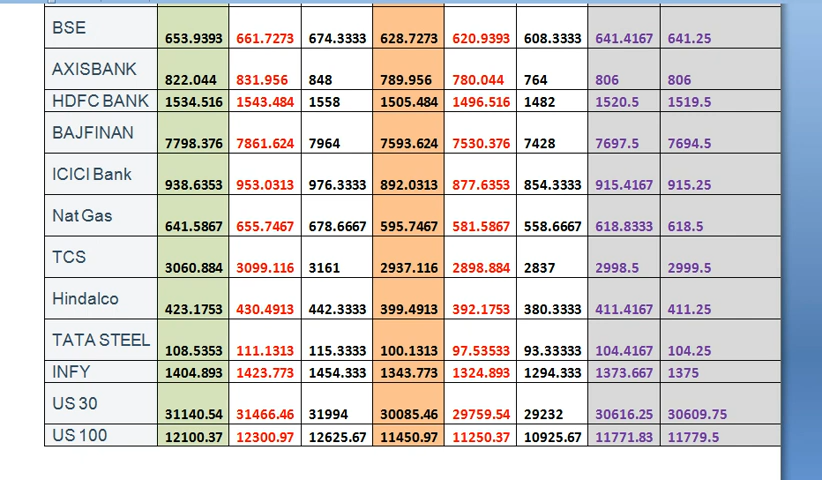 BSE 653.9393 661.7273 674.3333 628.7273 620.9393 608.3333 641.4167 641.25
AXISBANK 822.044 831.956 848 789.956 780.044 764 806 806
HDFC BANK 1534.516 1543.484 1558 1505.484 1496.516 1482 1520.5 1519.5
BAJFINAN 7798.376 7861.624 7964 7593.624 7530.376 7428 7697.5 7694.5
ICICI Bank 938.6353 953.0313 976.3333 892.0313 877.6353 854.3333 915.4167 915.25
Nat Gas 641.5867 655.7467 678.6667 595.7467 581.5867 558.6667 618.8333 618.5
TCS 3060.884 3099.116 3161 2937.116 2898.884 2837 2998.5 2999.5
Hindalco 423.1753 430.4913 442.3333 399.4913 392.1753 380.3333 411.4167 411.25
TATA STEEL 108.5353 111.1313 115.3333 100.1313 97.53533 93.33333 104.4167 104.25
INFY 1404.893 1423.773 1454.333 1343.773 1324.893 1294.333 1373.667 1375
US 30 31140.54 31466.46 31994 30085.46 29759.54 29232 30616.25 30609.75
US 100 12100.37 12300.97 12625.67 11450.97 11250.37 10925.67 11771.83 11779.5